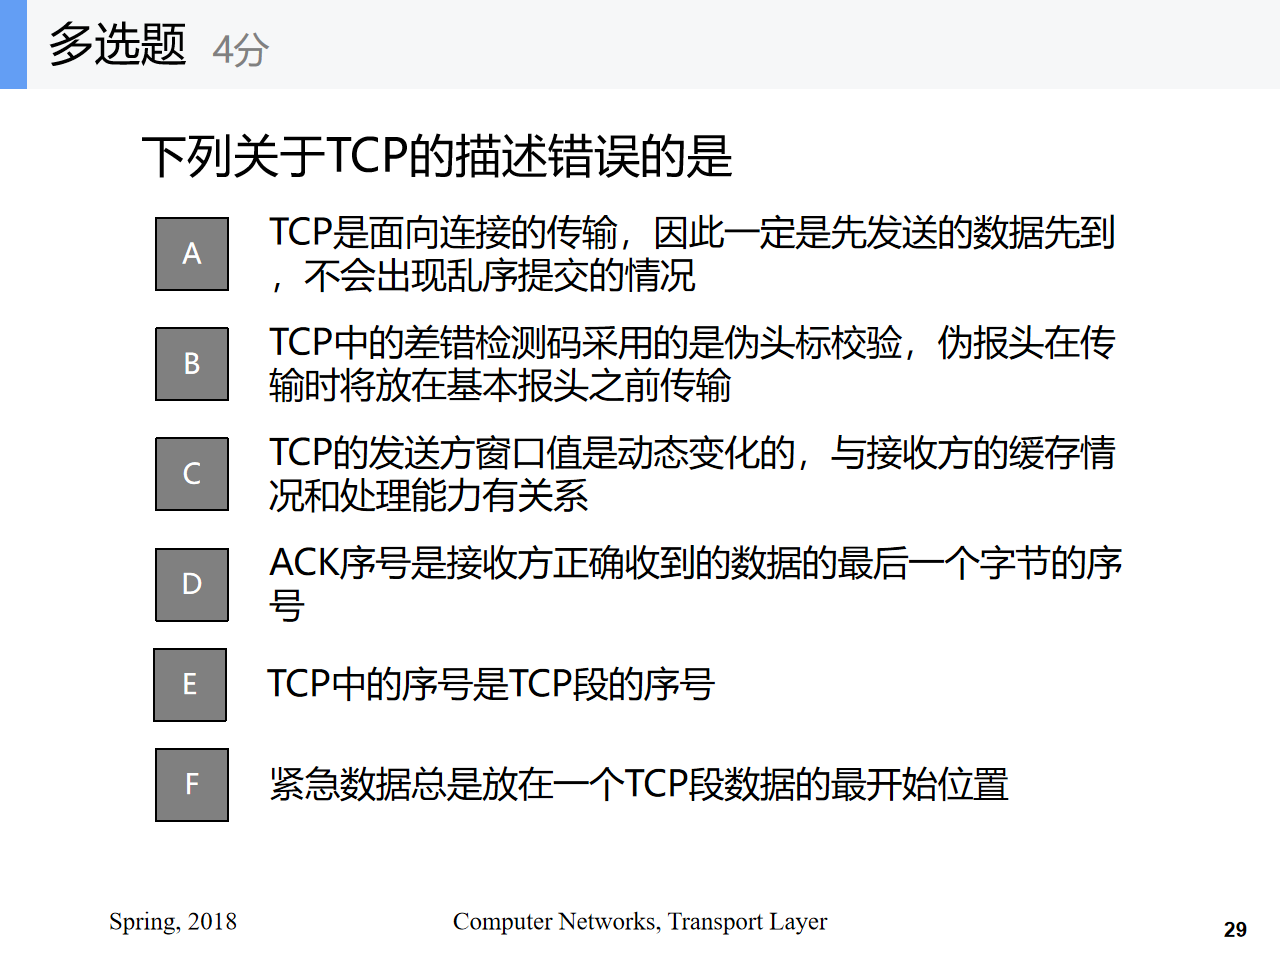 多选题 4分
下列关于TCP的描述错误的是
A TCP是面向连接的传输，因此一定是先发送的数据先到
，不会出现乱序提交的情况
B TCP中的差错检测码采用的是伪头标校验，伪报头在传
输时将放在基本报头之前传输
C TCP的发送方窗口值是动态变化的，与接收方的缓存情
况和处理能力有关系
D ACK序号是接收方正确收到的数据的最后一个字节的序
号
E TCP中的序号是TCP段的序号
F 紧急数据总是放在一个TCP段数据的最开始位置
Spring, 2018 Computer Networks, Transport Layer 29